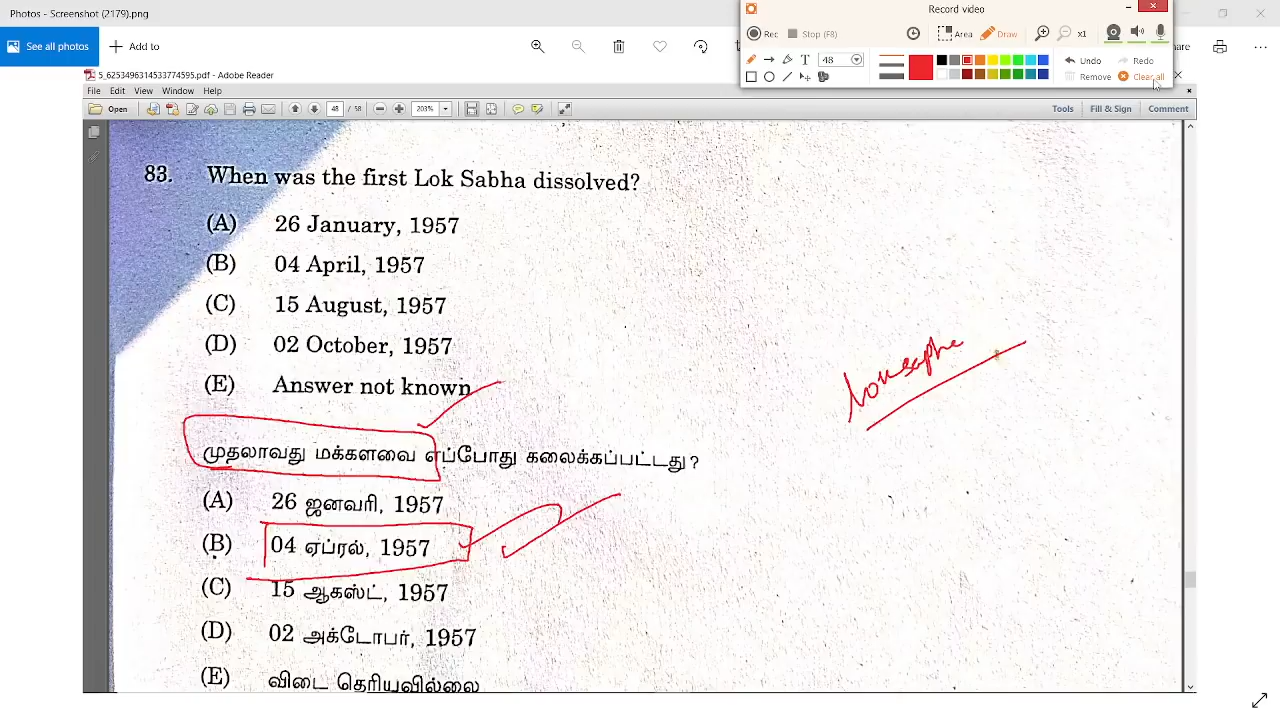 Photos - Screenshot (2179).png
Record video
Rec Stop (F8) Area Draw x1
See all photos Add to
48 Undo Redo
Remove Clear all
5_6253496314533774595.pdf - Adobe Reader
File Edit View Window Help
Open 48 / 58 203% Tools Fill & Sign Comment
83. When was the first Lok Sabha dissolved?
(A) 26 January, 1957
(B) 04 April, 1957
(C) 15 August, 1957
(D) 02 October, 1957
(E) Answer not known
முதலாவது மக்களவை எப்போது கலைக்கப்பட்டது?
(A) 26 ஜனவரி, 1957
(B) 04 ஏப்ரல், 1957
(C) 15 ஆகஸ்ட், 1957
(D) 02 அக்டோபர், 1957
(E) விடை தெரியவில்லை